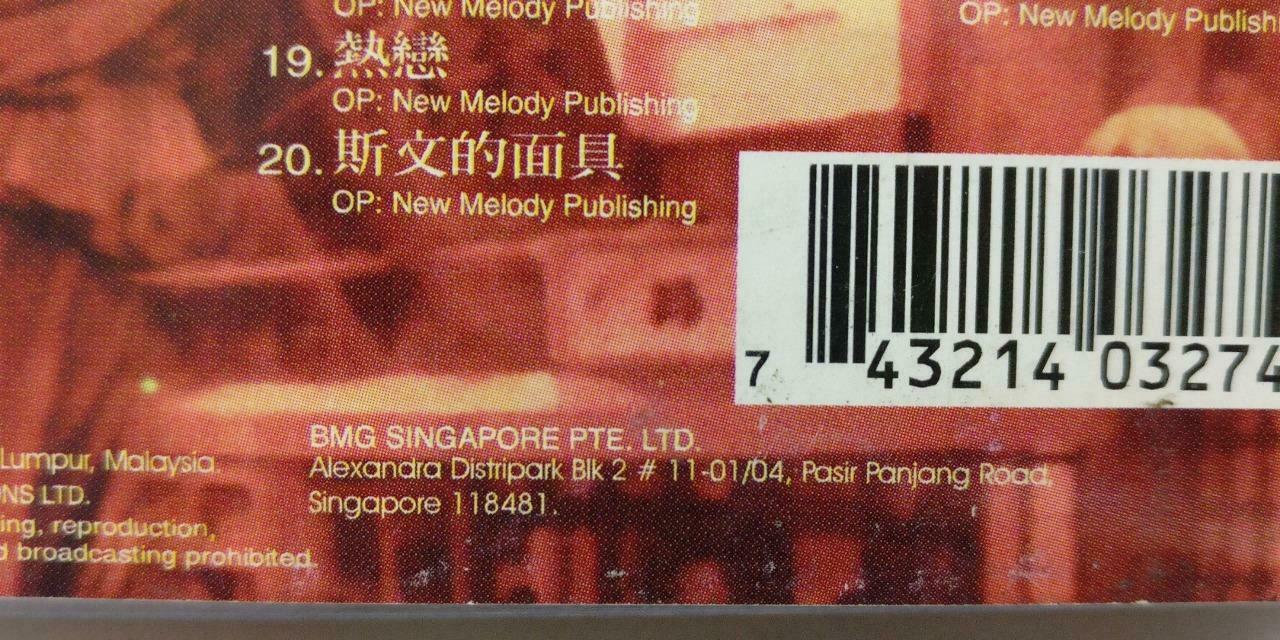 OP: New Melody Publishing
19. 熱戀
OP: New Melody Publishing
20. 斯文的面具
OP: New Melody Publishing
OP: New Melody Publish
7 43214 03274
BMG SINGAPORE PTE. LTD.
Alexandra Distripark Blk 2 # 11-01/04, Pasir Panjang Road,
Singapore 118481.
Lumpur, Malaysia
NS LTD.
ing, reproduction,
d broadcasting prohibited.